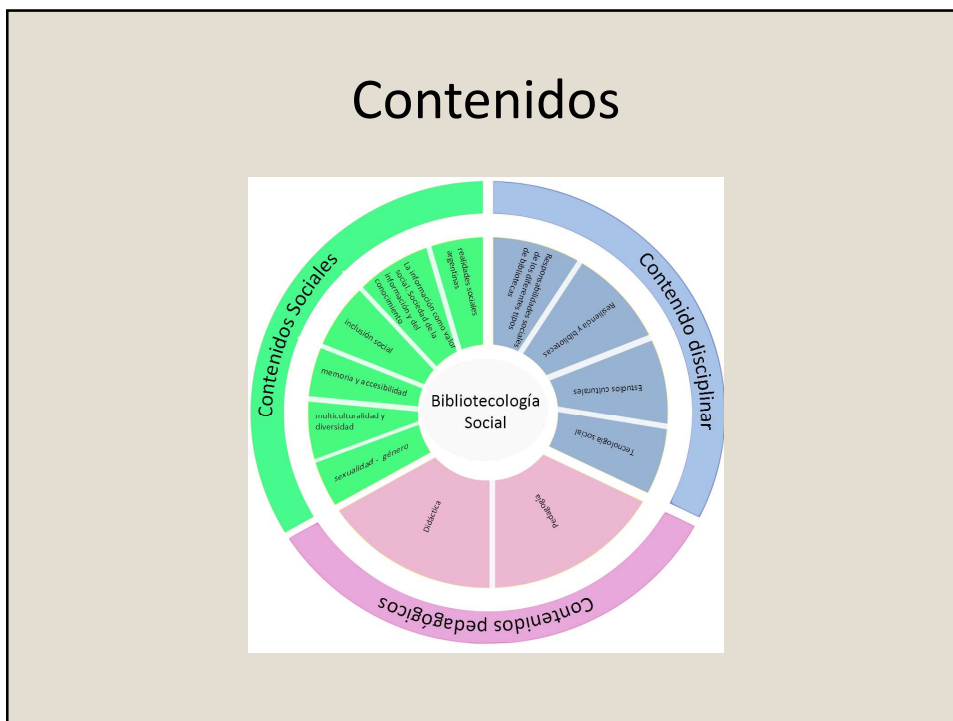 Contenidos
Contenidos Sociales
realidades sociales
argentinas
La información como valor
social. Sociedad de la
información y del
conocimiento
inclusión social
memoria y accesibilidad
multiculturalidad y
diversidad
sexualidad - género
Contenido disciplinar
Responsabilidades sociales
de los diferentes tipos
de bibliotecas
Resiliencia y bibliotecas
Estudios culturales
Tecnología social
Bibliotecología
Social
Didáctica
Pedagogía
Contenidos pedagógicos